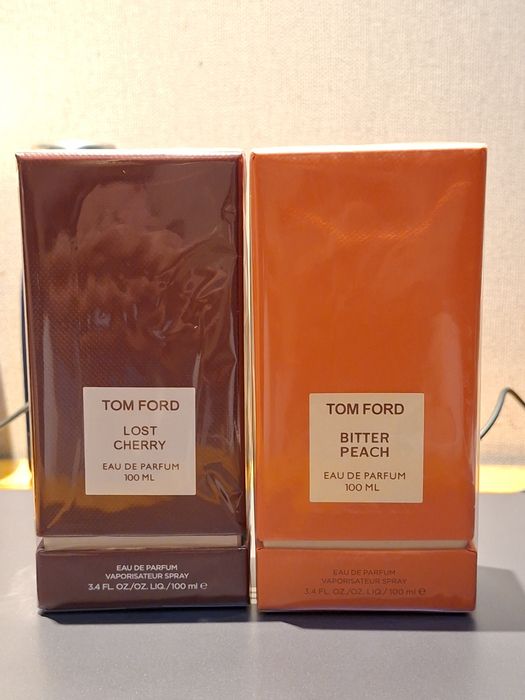 TOM FORD
LOST
CHERRY
EAU DE PARFUM
100 ML
EAU DE PARFUM
VAPORISATEUR SPRAY
3.4 FL. OZ./OZ. LIQ./100 ml ℮
TOM FORD
BITTER
PEACH
EAU DE PARFUM
100 ML
EAU DE PARFUM
VAPORISATEUR SPRAY
3.4 FL. OZ./OZ. LIQ./100 ml ℮